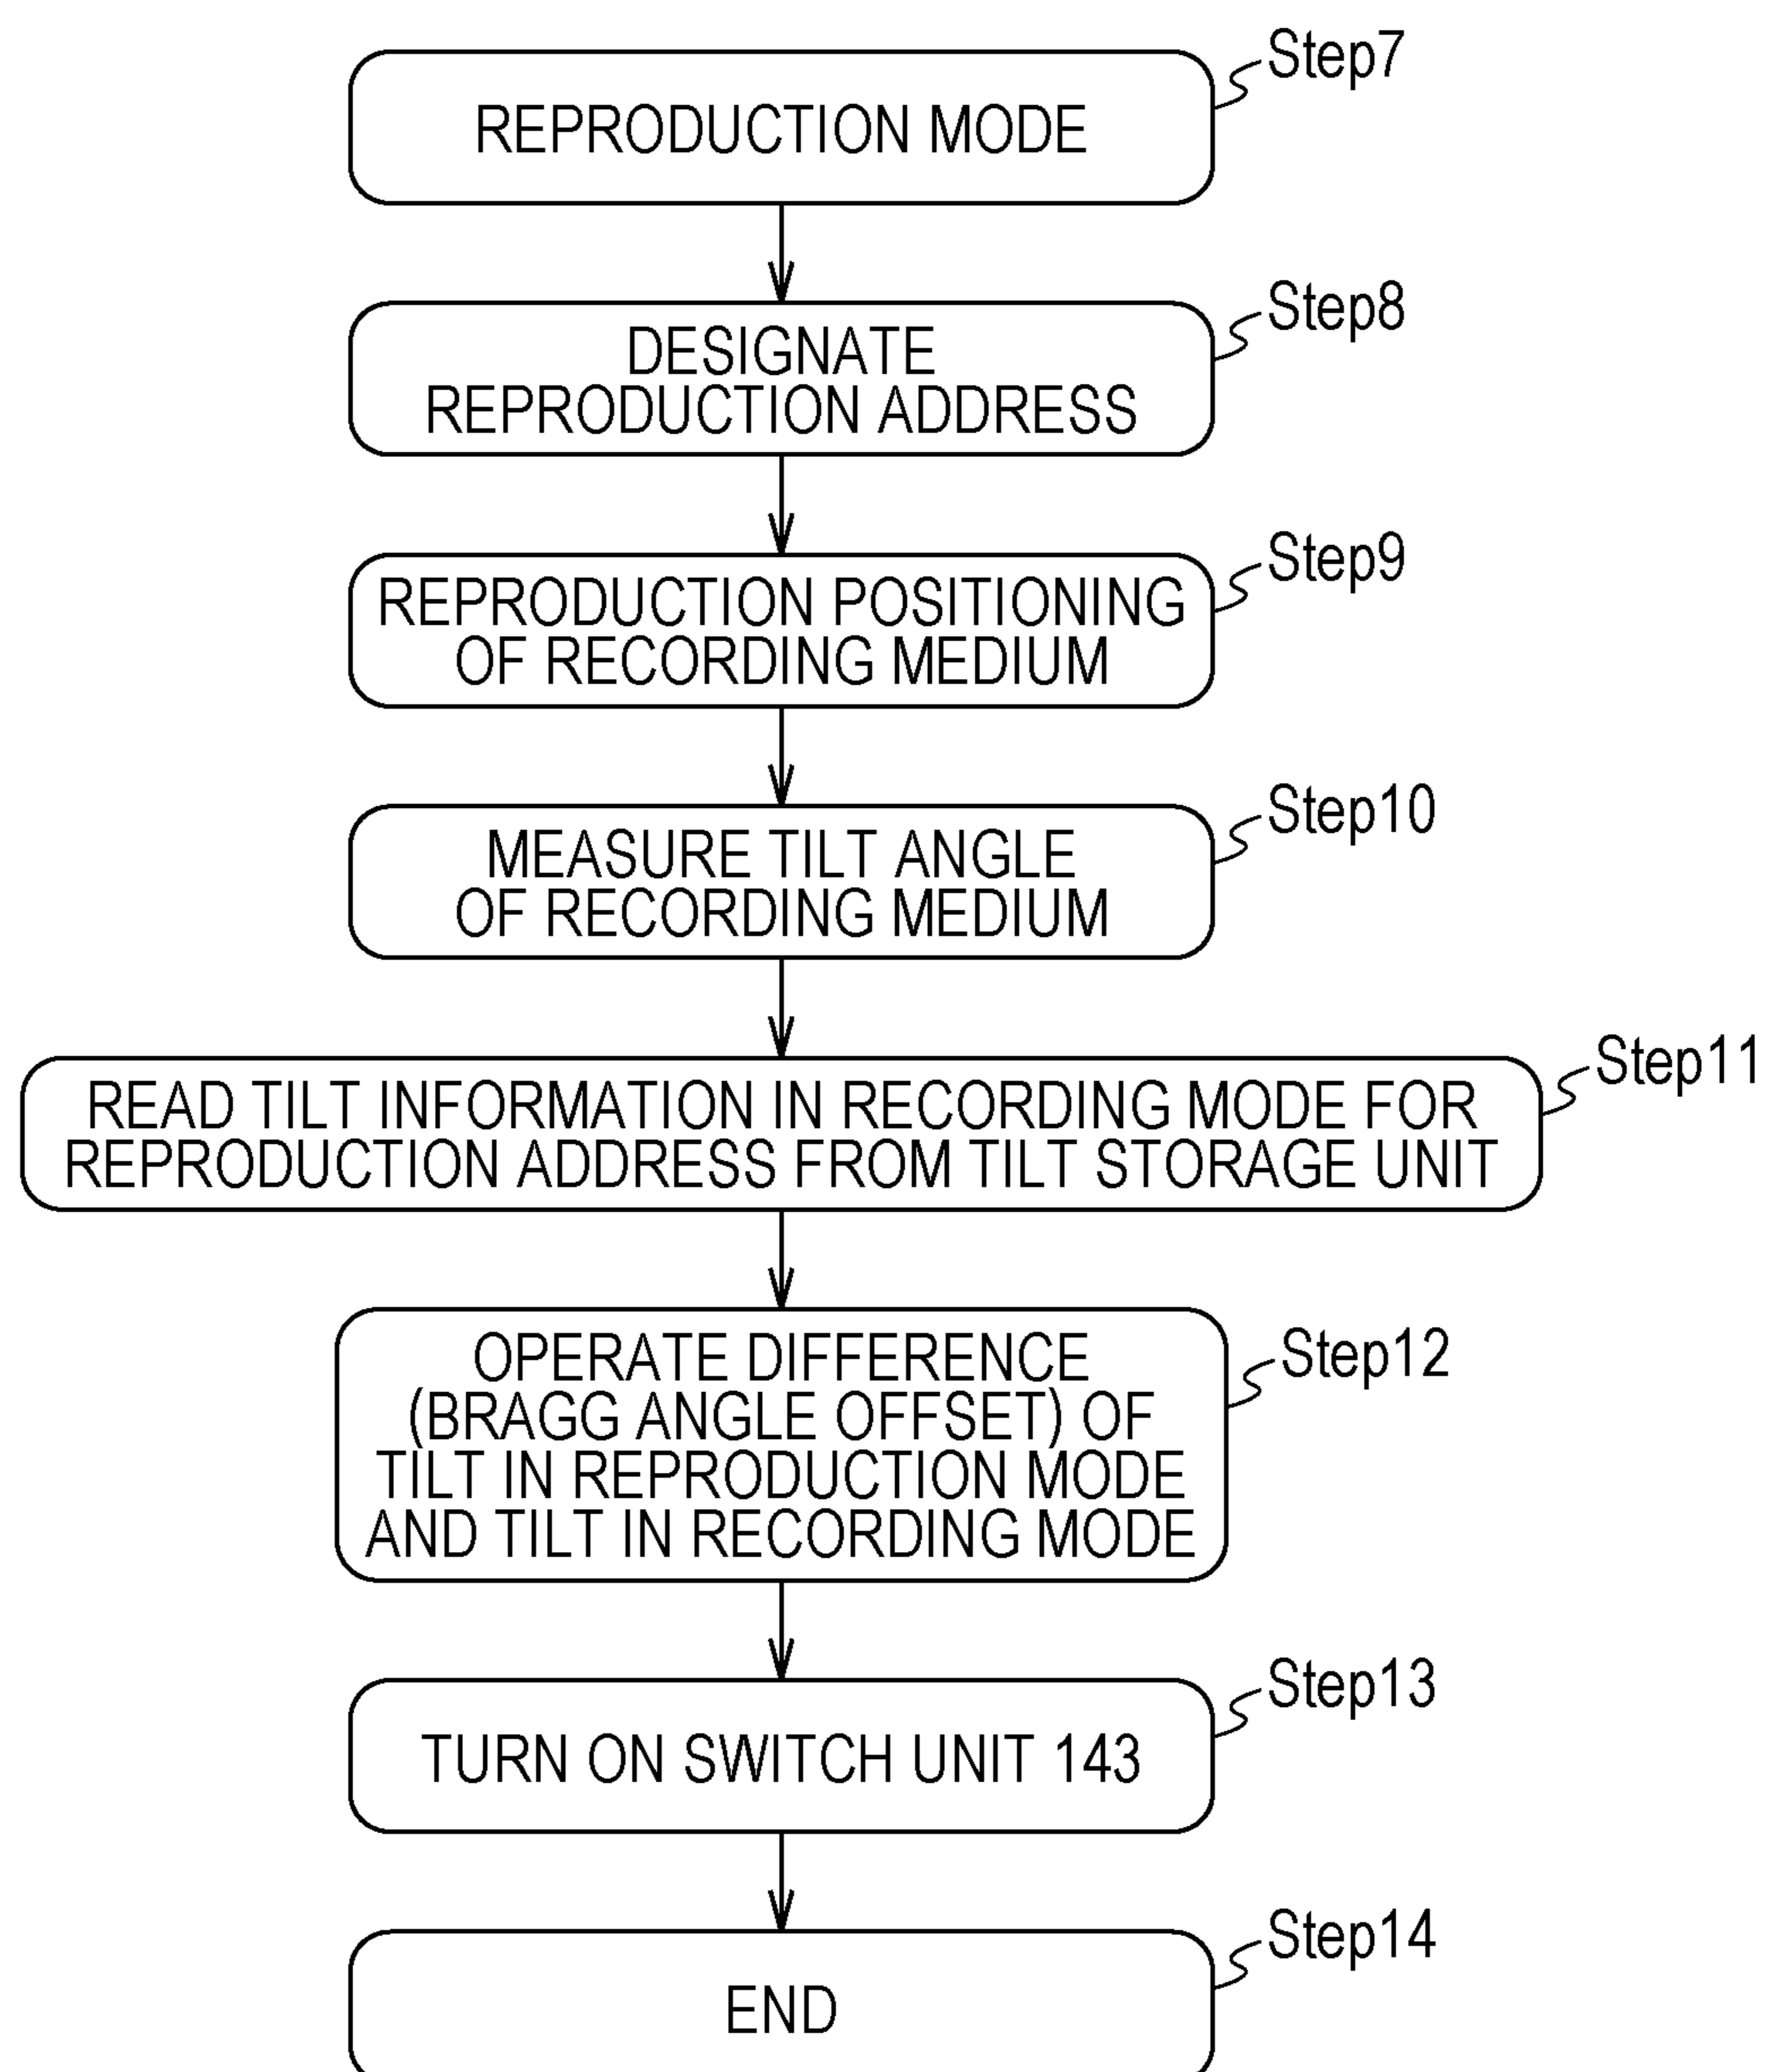 Step7
REPRODUCTION MODE
Step8
DESIGNATE
REPRODUCTION ADDRESS
Step9
REPRODUCTION POSITIONING
OF RECORDING MEDIUM
Step10
MEASURE TILT ANGLE
OF RECORDING MEDIUM
Step11
READ TILT INFORMATION IN RECORDING MODE FOR
REPRODUCTION ADDRESS FROM TILT STORAGE UNIT
Step12
OPERATE DIFFERENCE
(BRAGG ANGLE OFFSET) OF
TILT IN REPRODUCTION MODE
AND TILT IN RECORDING MODE
Step13
TURN ON SWITCH UNIT 143
Step14
END